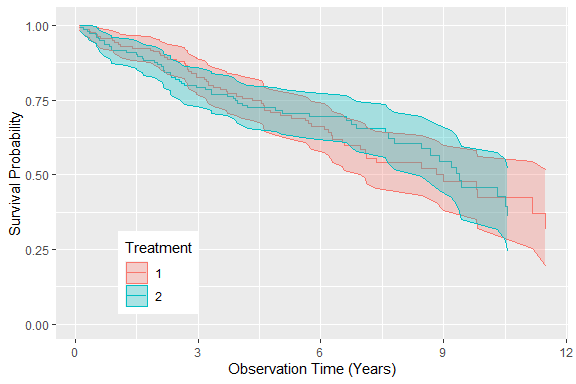 1.00
0.75
0.50
0.25
0.00
Survival Probability
Treatment
1
2
0 3 6 9 12
Observation Time (Years)